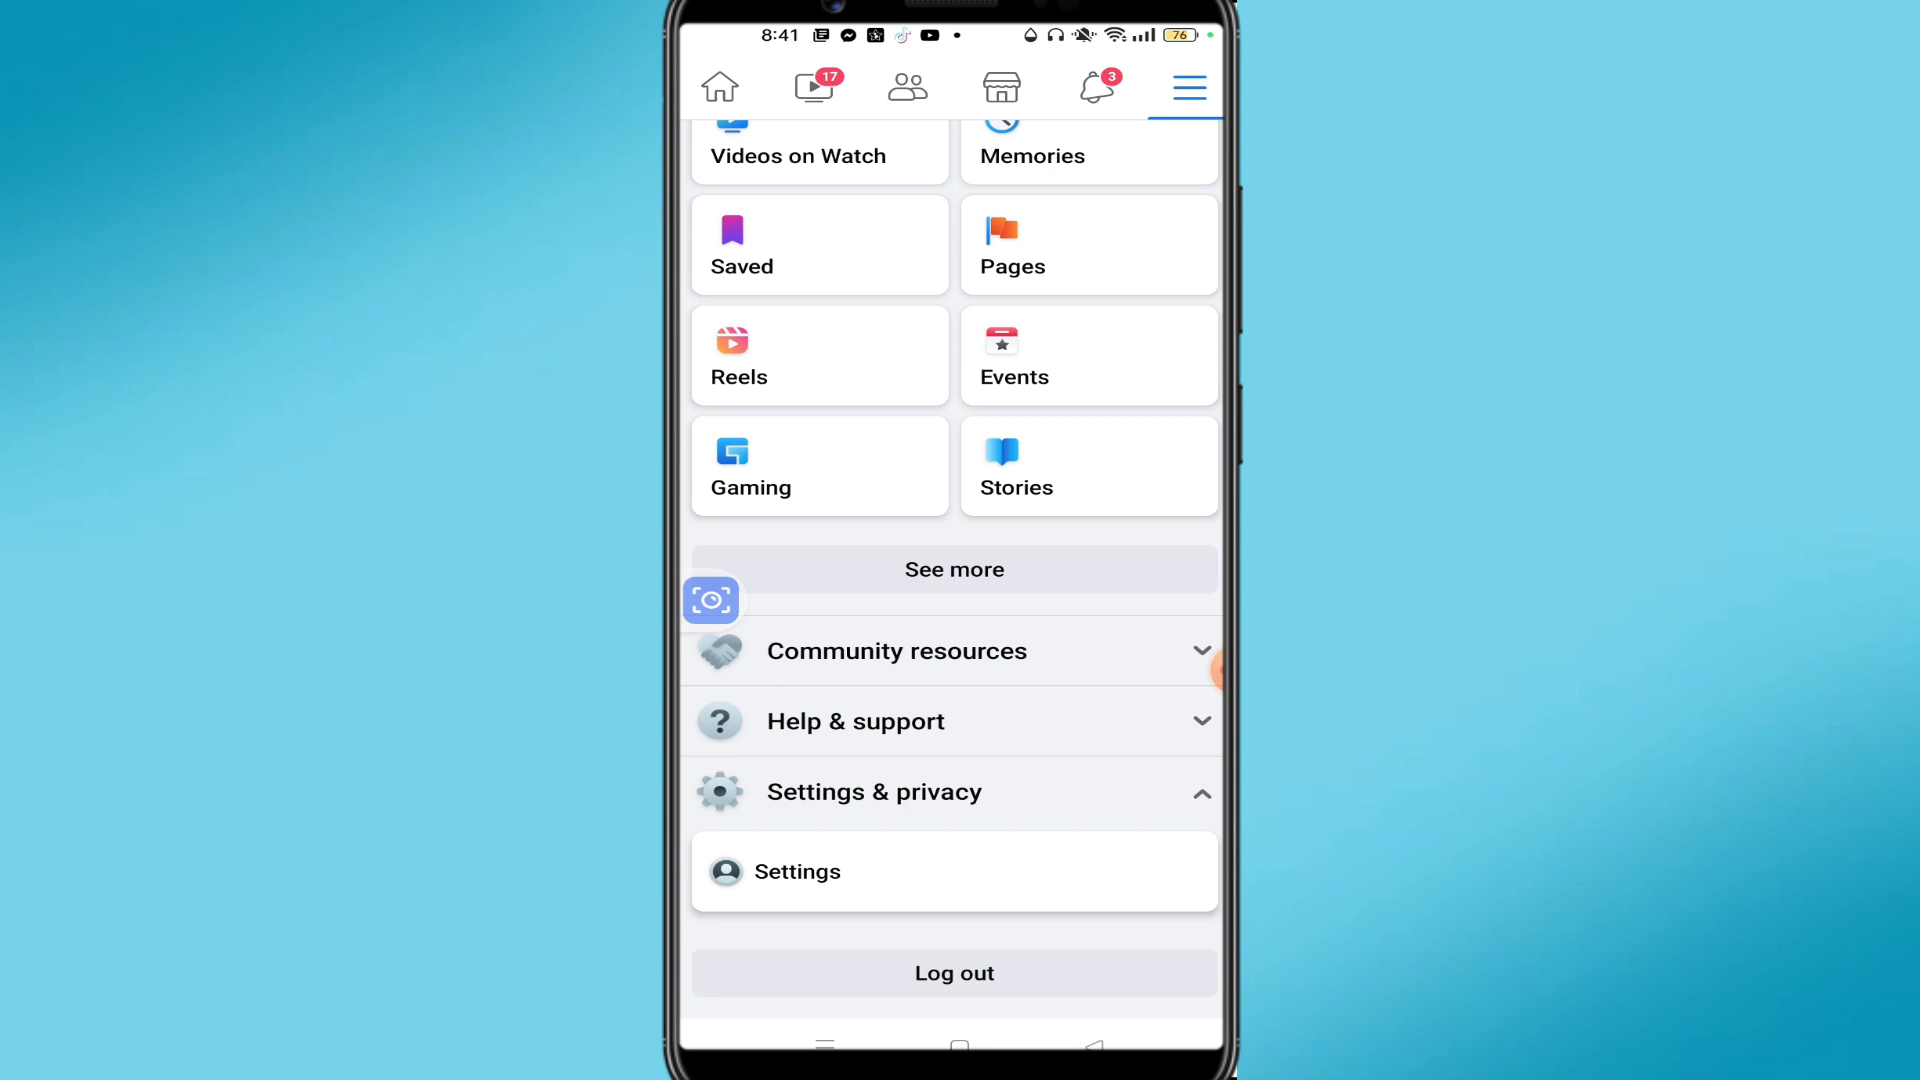 8:41
76
17
3
Videos on Watch
Memories
Saved
Pages
Reels
Events
Gaming
Stories
See more
Community resources
Help & support
Settings & privacy
Settings
Log out